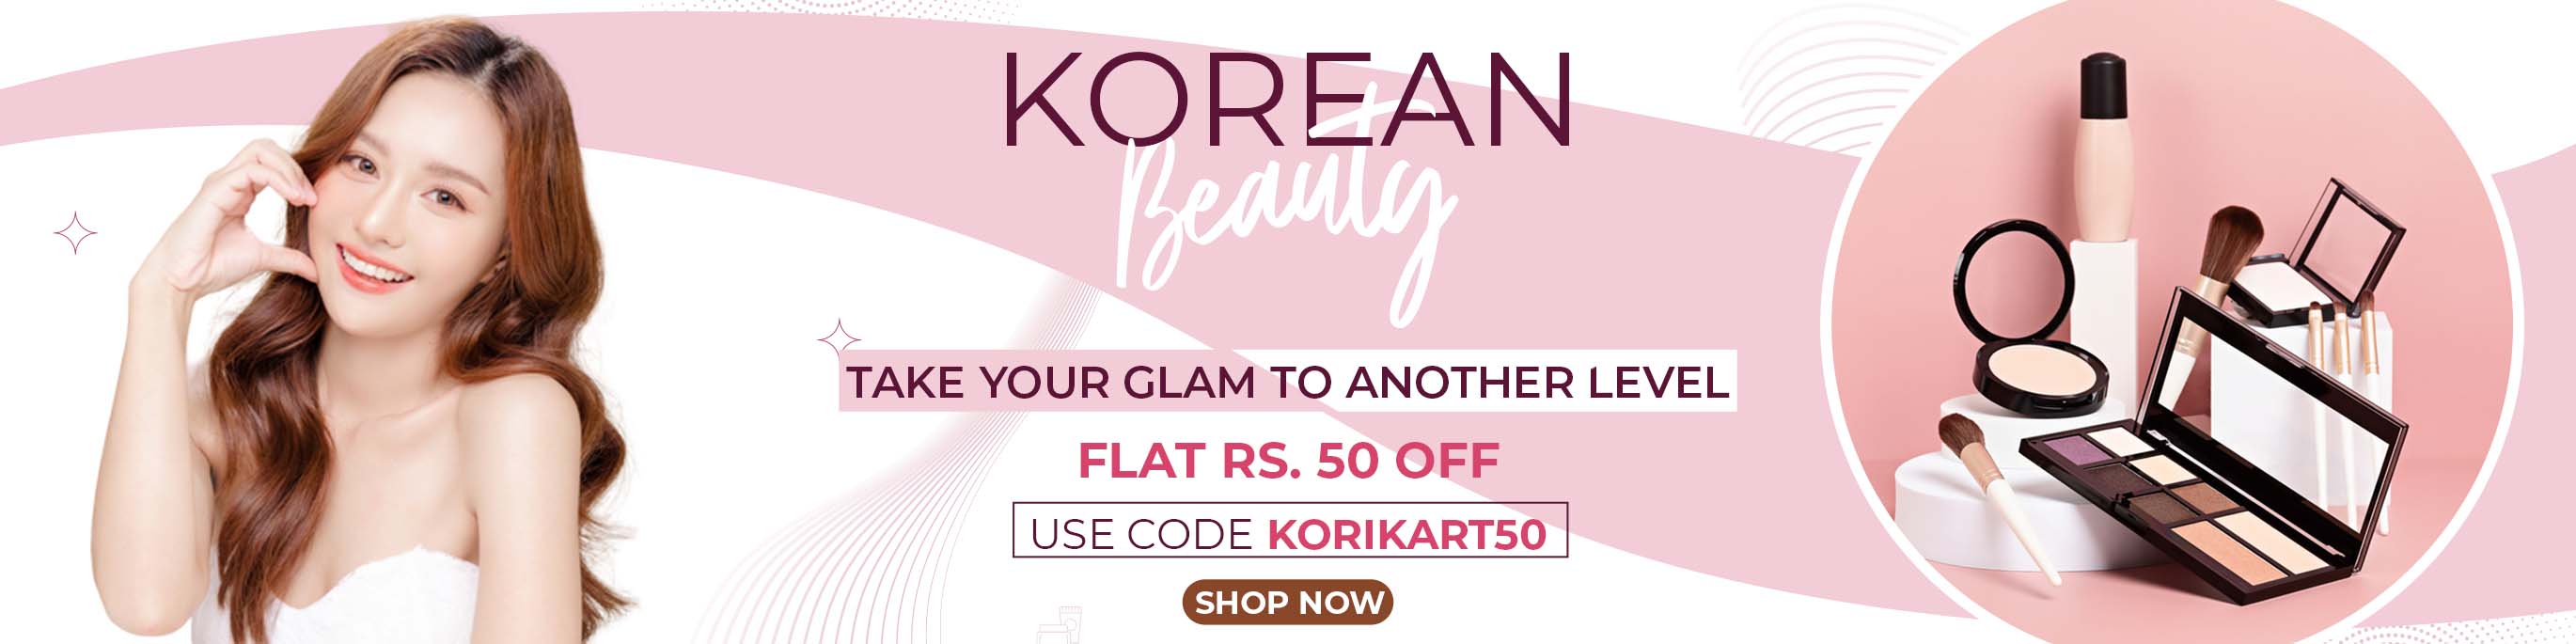 KOREAN
Beauty
TAKE YOUR GLAM TO ANOTHER LEVEL
FLAT RS. 50 OFF
USE CODE KORIKART50
SHOP NOW